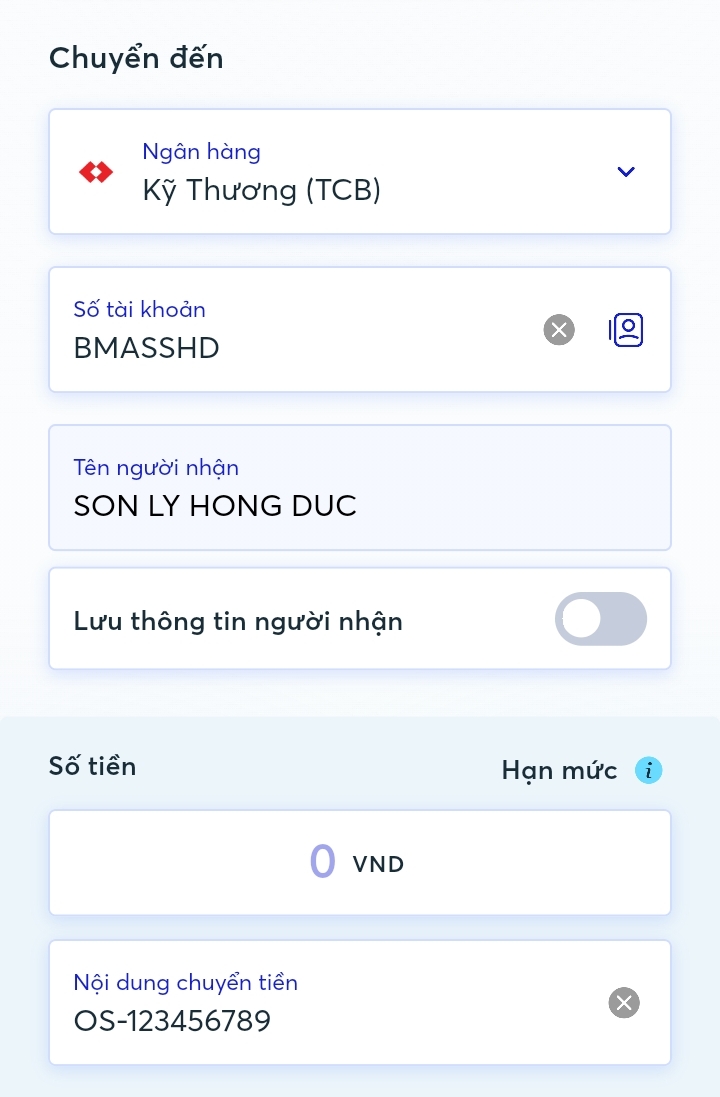 Chuyển đến
Ngân hàng
Kỹ Thương (TCB)
Số tài khoản
BMASSHD
Tên người nhận
SON LY HONG DUC
Lưu thông tin người nhận
Số tiền
Hạn mức i
0 VND
Nội dung chuyển tiền
OS-123456789